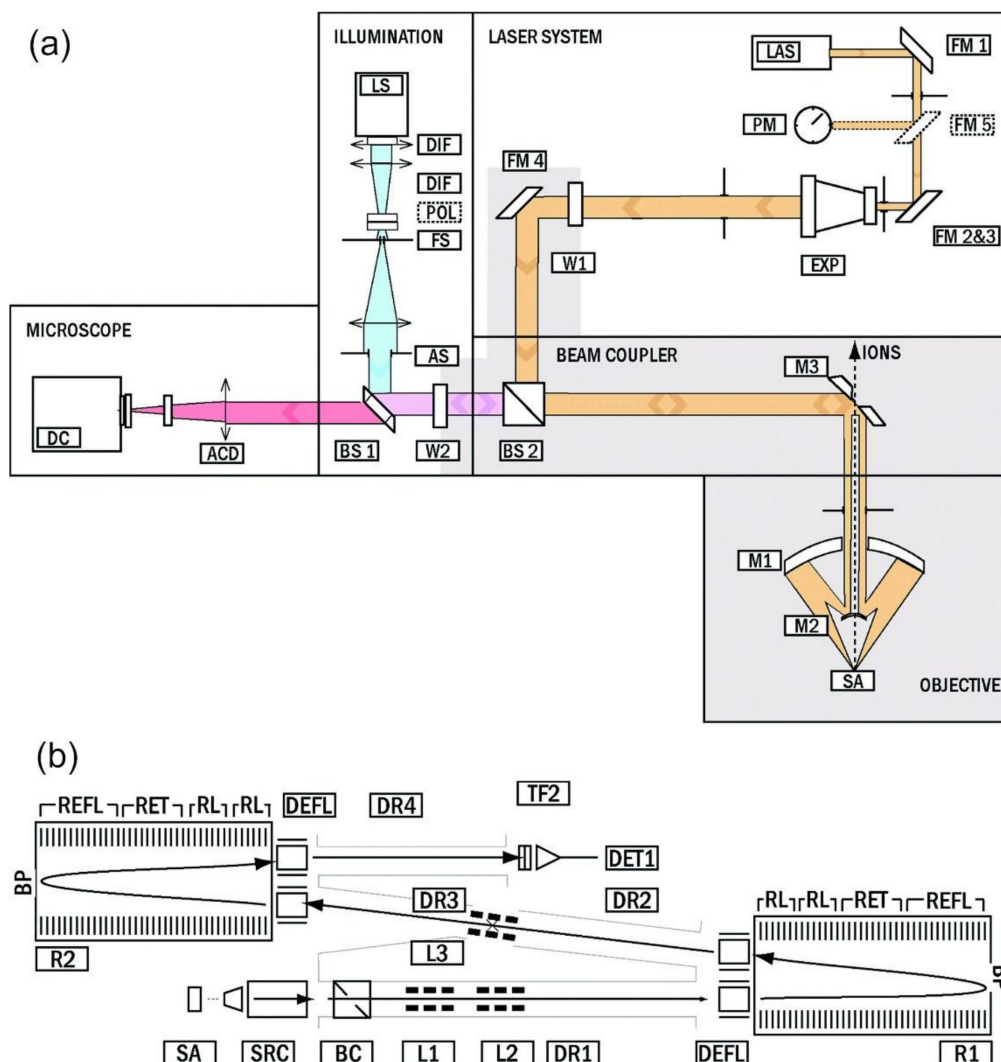 (a)
ILLUMINATION
LASER SYSTEM
LS
LAS
FM 1
DIF
PM
FM 5
DIF
FM 4
POL
FS
W1
EXP
FM 2&3
MICROSCOPE
AS
BEAM COUPLER
M3
IONS
DC
ACD
BS 1
W2
BS 2
M1
M2
SA
OBJECTIVE
(b)
REFL RET RL RL
DEFL
DR4
TF2
BP
DET1
DR3
DR2
RL RL RET REFL
R2
L3
BP
SA
SRC
BC
L1
L2
DR1
DEFL
R1